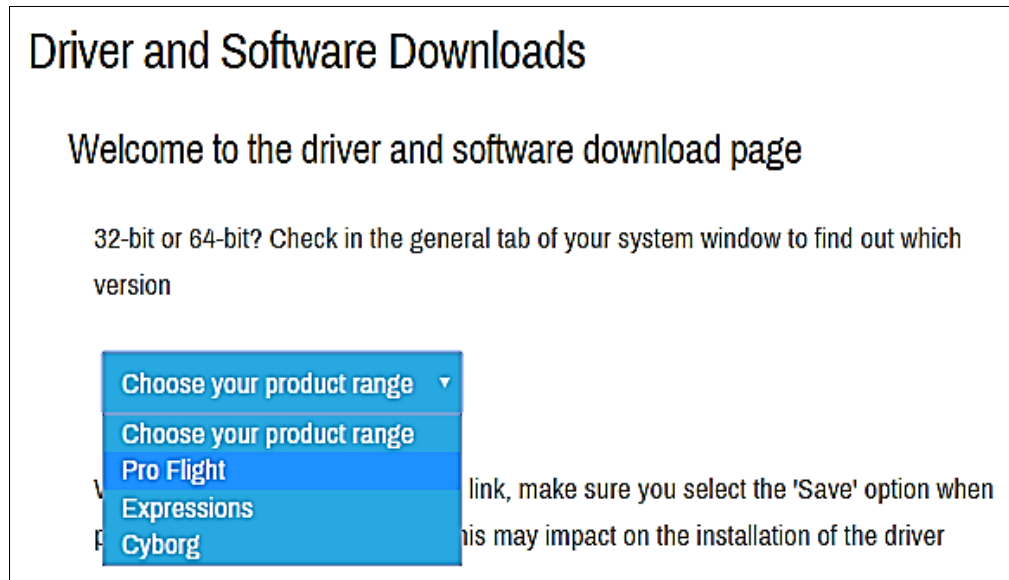 Driver and Software Downloads
Welcome to the driver and software download page
32-bit or 64-bit? Check in the general tab of your system window to find out which
version
Choose your product range
Choose your product range
Pro Flight
Expressions
Cyborg
link, make sure you select the 'Save' option when
may impact on the installation of the driver